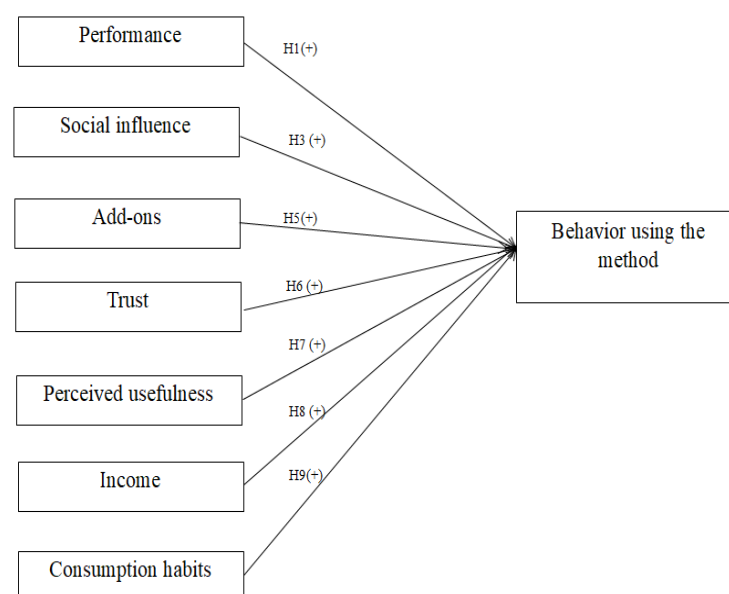 Performance
H1(+)
Social influence
H3 (+)
Add-ons
H5(+)
Behavior using the
method
Trust
H6 (+)
H7 (+)
Perceived usefulness
H8 (+)
Income
H9(+)
Consumption habits